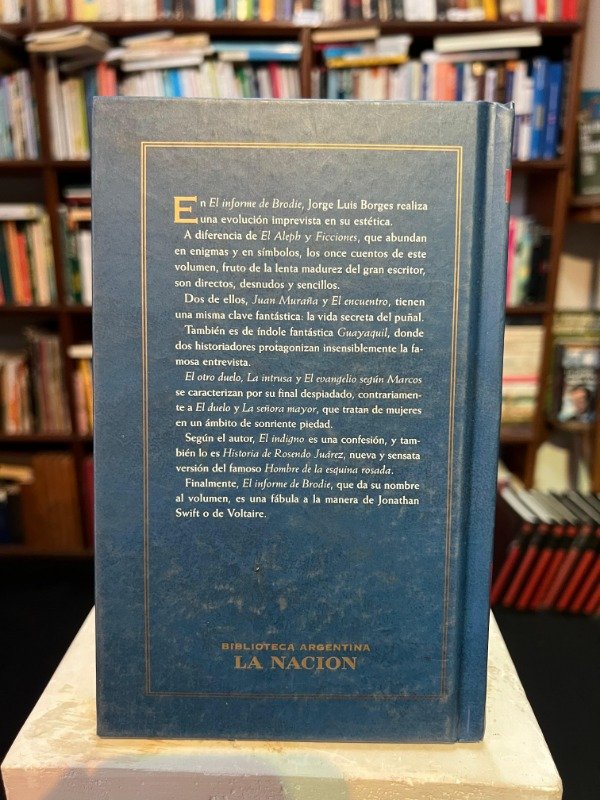 En El informe de Brodie, Jorge Luis Borges realiza
una evolución imprevista en su estética.
A diferencia de El Aleph y Ficciones, que abundan
en enigmas y en símbolos, los once cuentos de este
volumen, fruto de la lenta madurez del gran escritor,
son directos, desnudos y sencillos.
Dos de ellos, Juan Muraña y El encuentro, tienen
una misma clave fantástica: la vida secreta del puñal.
También es de índole fantástica Guayaquil, donde
dos historiadores protagonizan insensiblemente la fa-
mosa entrevista.
El otro duelo, La intrusa y El evangelio según Marcos
se caracterizan por su final despiadado, contrariamen-
te a El duelo y La señora mayor, que tratan de mujeres
en un ámbito de sonriente piedad.
Según el autor, El indigno es una confesión, y tam-
bién lo es Historia de Rosendo Juárez, nueva y sensata
versión del famoso Hombre de la esquina rosada.
Finalmente, El informe de Brodie, que da su nombre
al volumen, es una fábula a la manera de Jonathan
Swift o de Voltaire.
BIBLIOTECA ARGENTINA
LA NACION